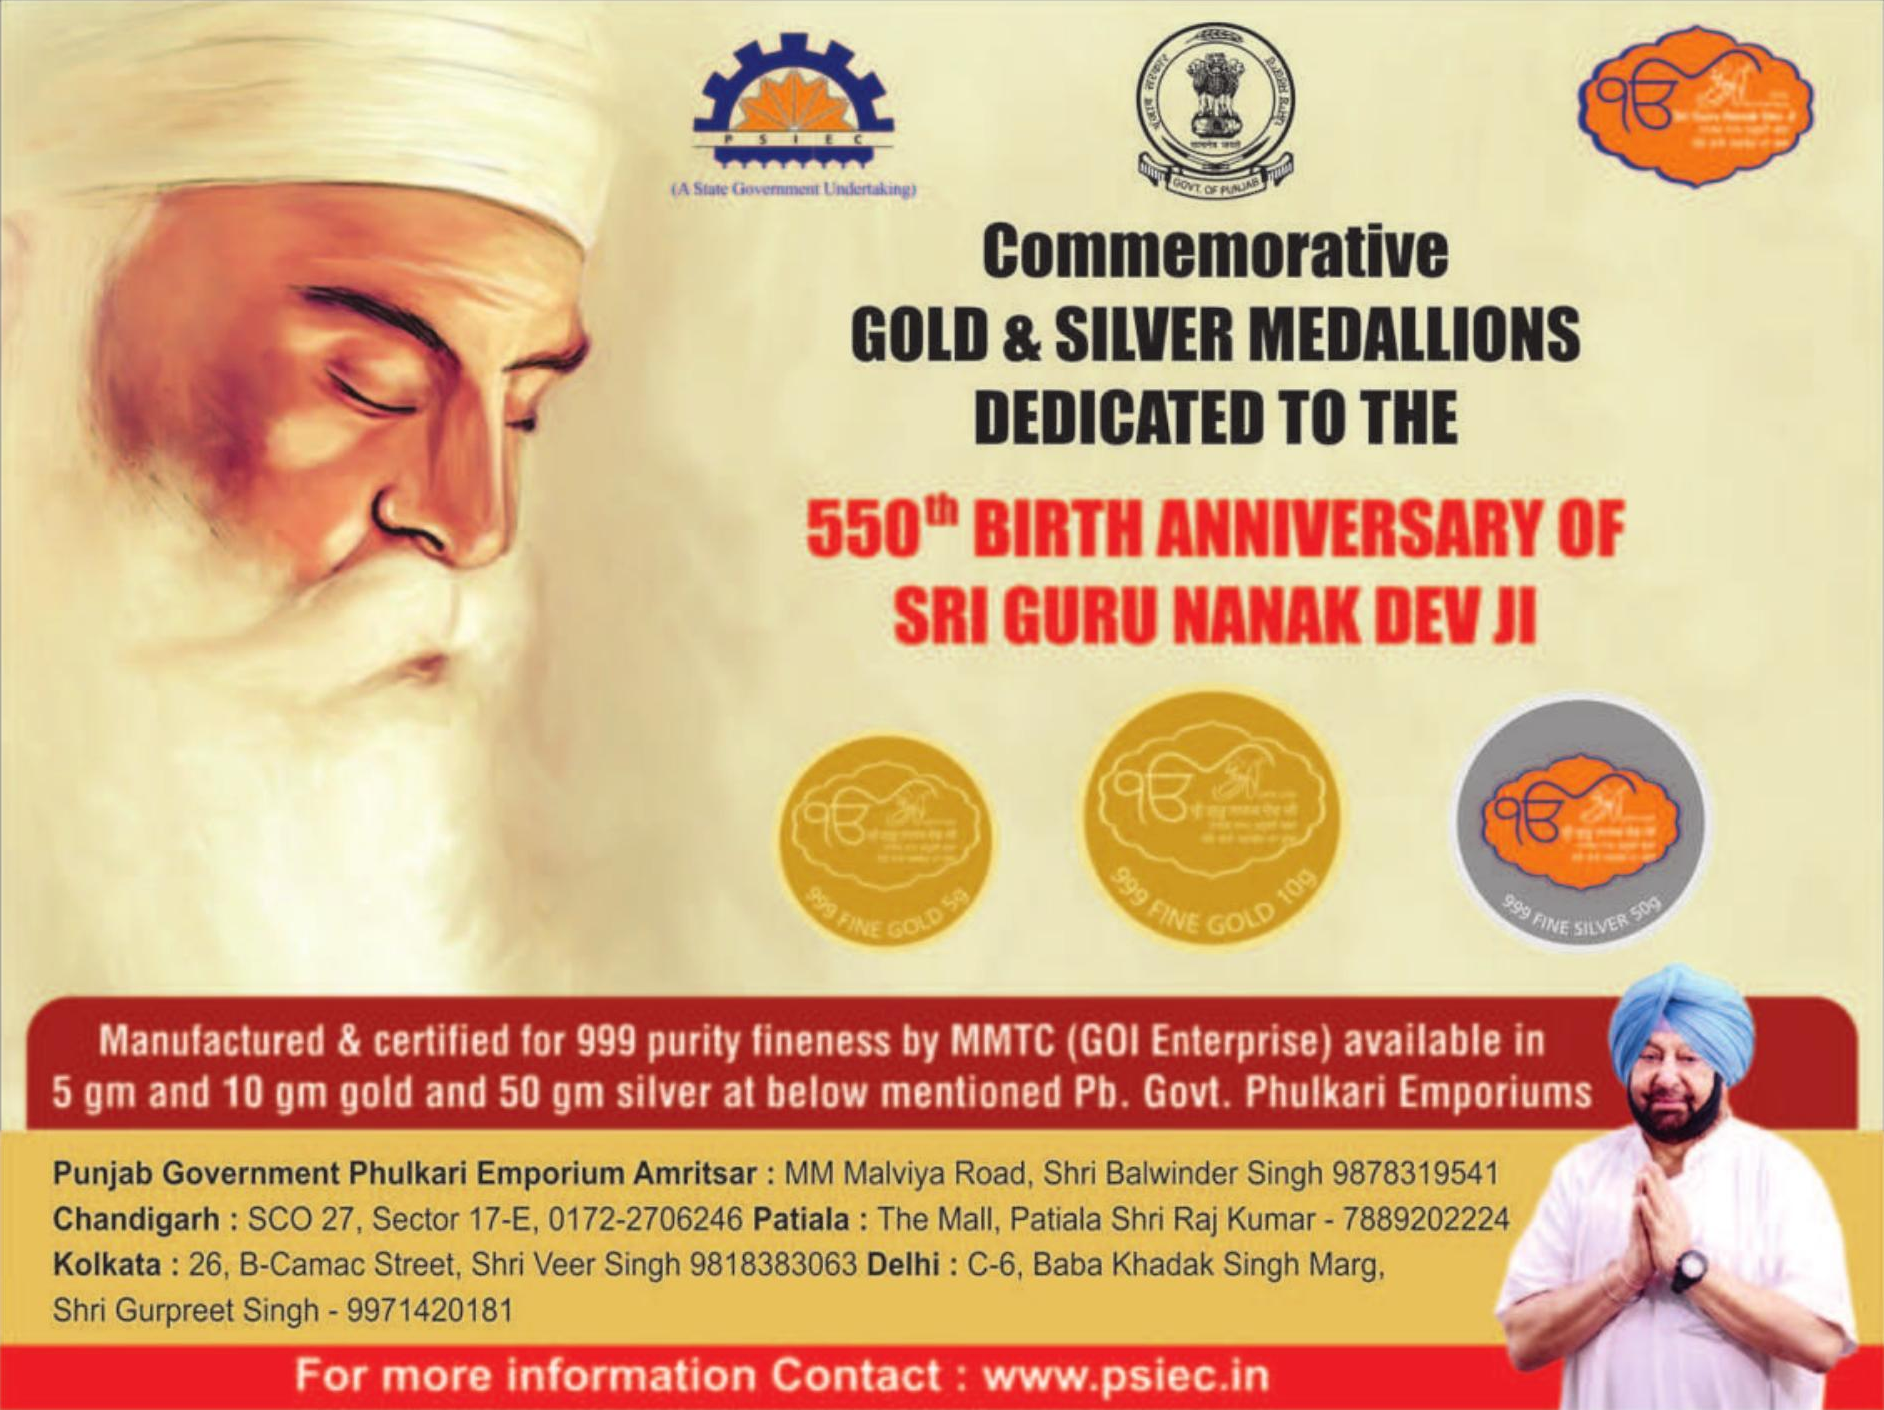 P S I E C
(A State Government Undertaking)
GOVT. OF PUNJAB
Commemorative
GOLD & SILVER MEDALLIONS
DEDICATED TO THE
550th BIRTH ANNIVERSARY OF
SRI GURU NANAK DEV JI
999 FINE GOLD 5g
999 FINE GOLD 10g
999 FINE SILVER 50g
Manufactured & certified for 999 purity fineness by MMTC (GOI Enterprise) available in
5 gm and 10 gm gold and 50 gm silver at below mentioned Pb. Govt. Phulkari Emporiums
Punjab Government Phulkari Emporium Amritsar : MM Malviya Road, Shri Balwinder Singh 9878319541
Chandigarh : SCO 27, Sector 17-E, 0172-2706246 Patiala : The Mall, Patiala Shri Raj Kumar - 7889202224
Kolkata : 26, B-Camac Street, Shri Veer Singh 9818383063 Delhi : C-6, Baba Khadak Singh Marg,
Shri Gurpreet Singh - 9971420181
For more information Contact : www.psiec.in